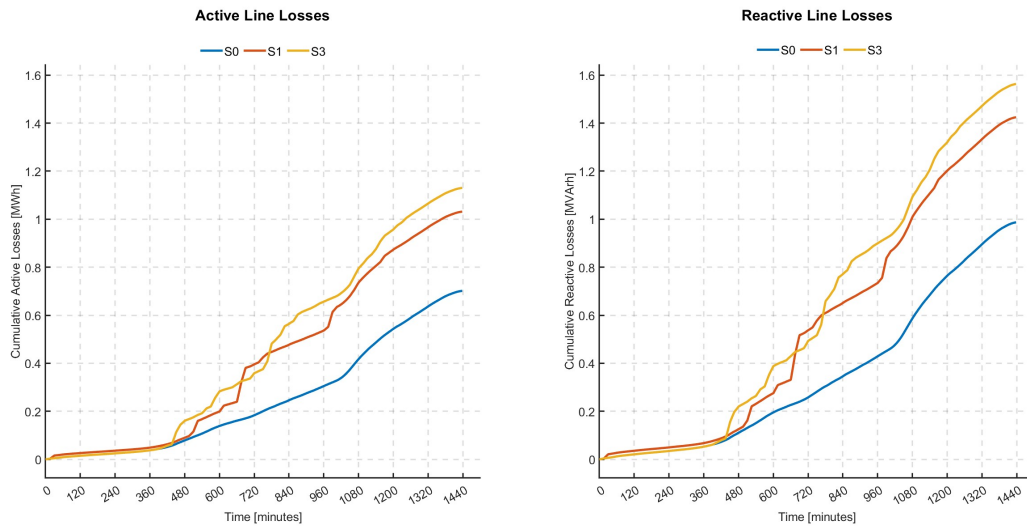 Active Line Losses
S0 S1 S3
Cumulative Active Losses [MWh]
1.6
1.4
1.2
1
0.8
0.6
0.4
0.2
0
0 120 240 360 480 600 720 840 960 1080 1200 1320 1440
Time [minutes]
Reactive Line Losses
S0 S1 S3
Cumulative Reactive Losses [MVArh]
1.6
1.4
1.2
1
0.8
0.6
0.4
0.2
0
0 120 240 360 480 600 720 840 960 1080 1200 1320 1440
Time [minutes]